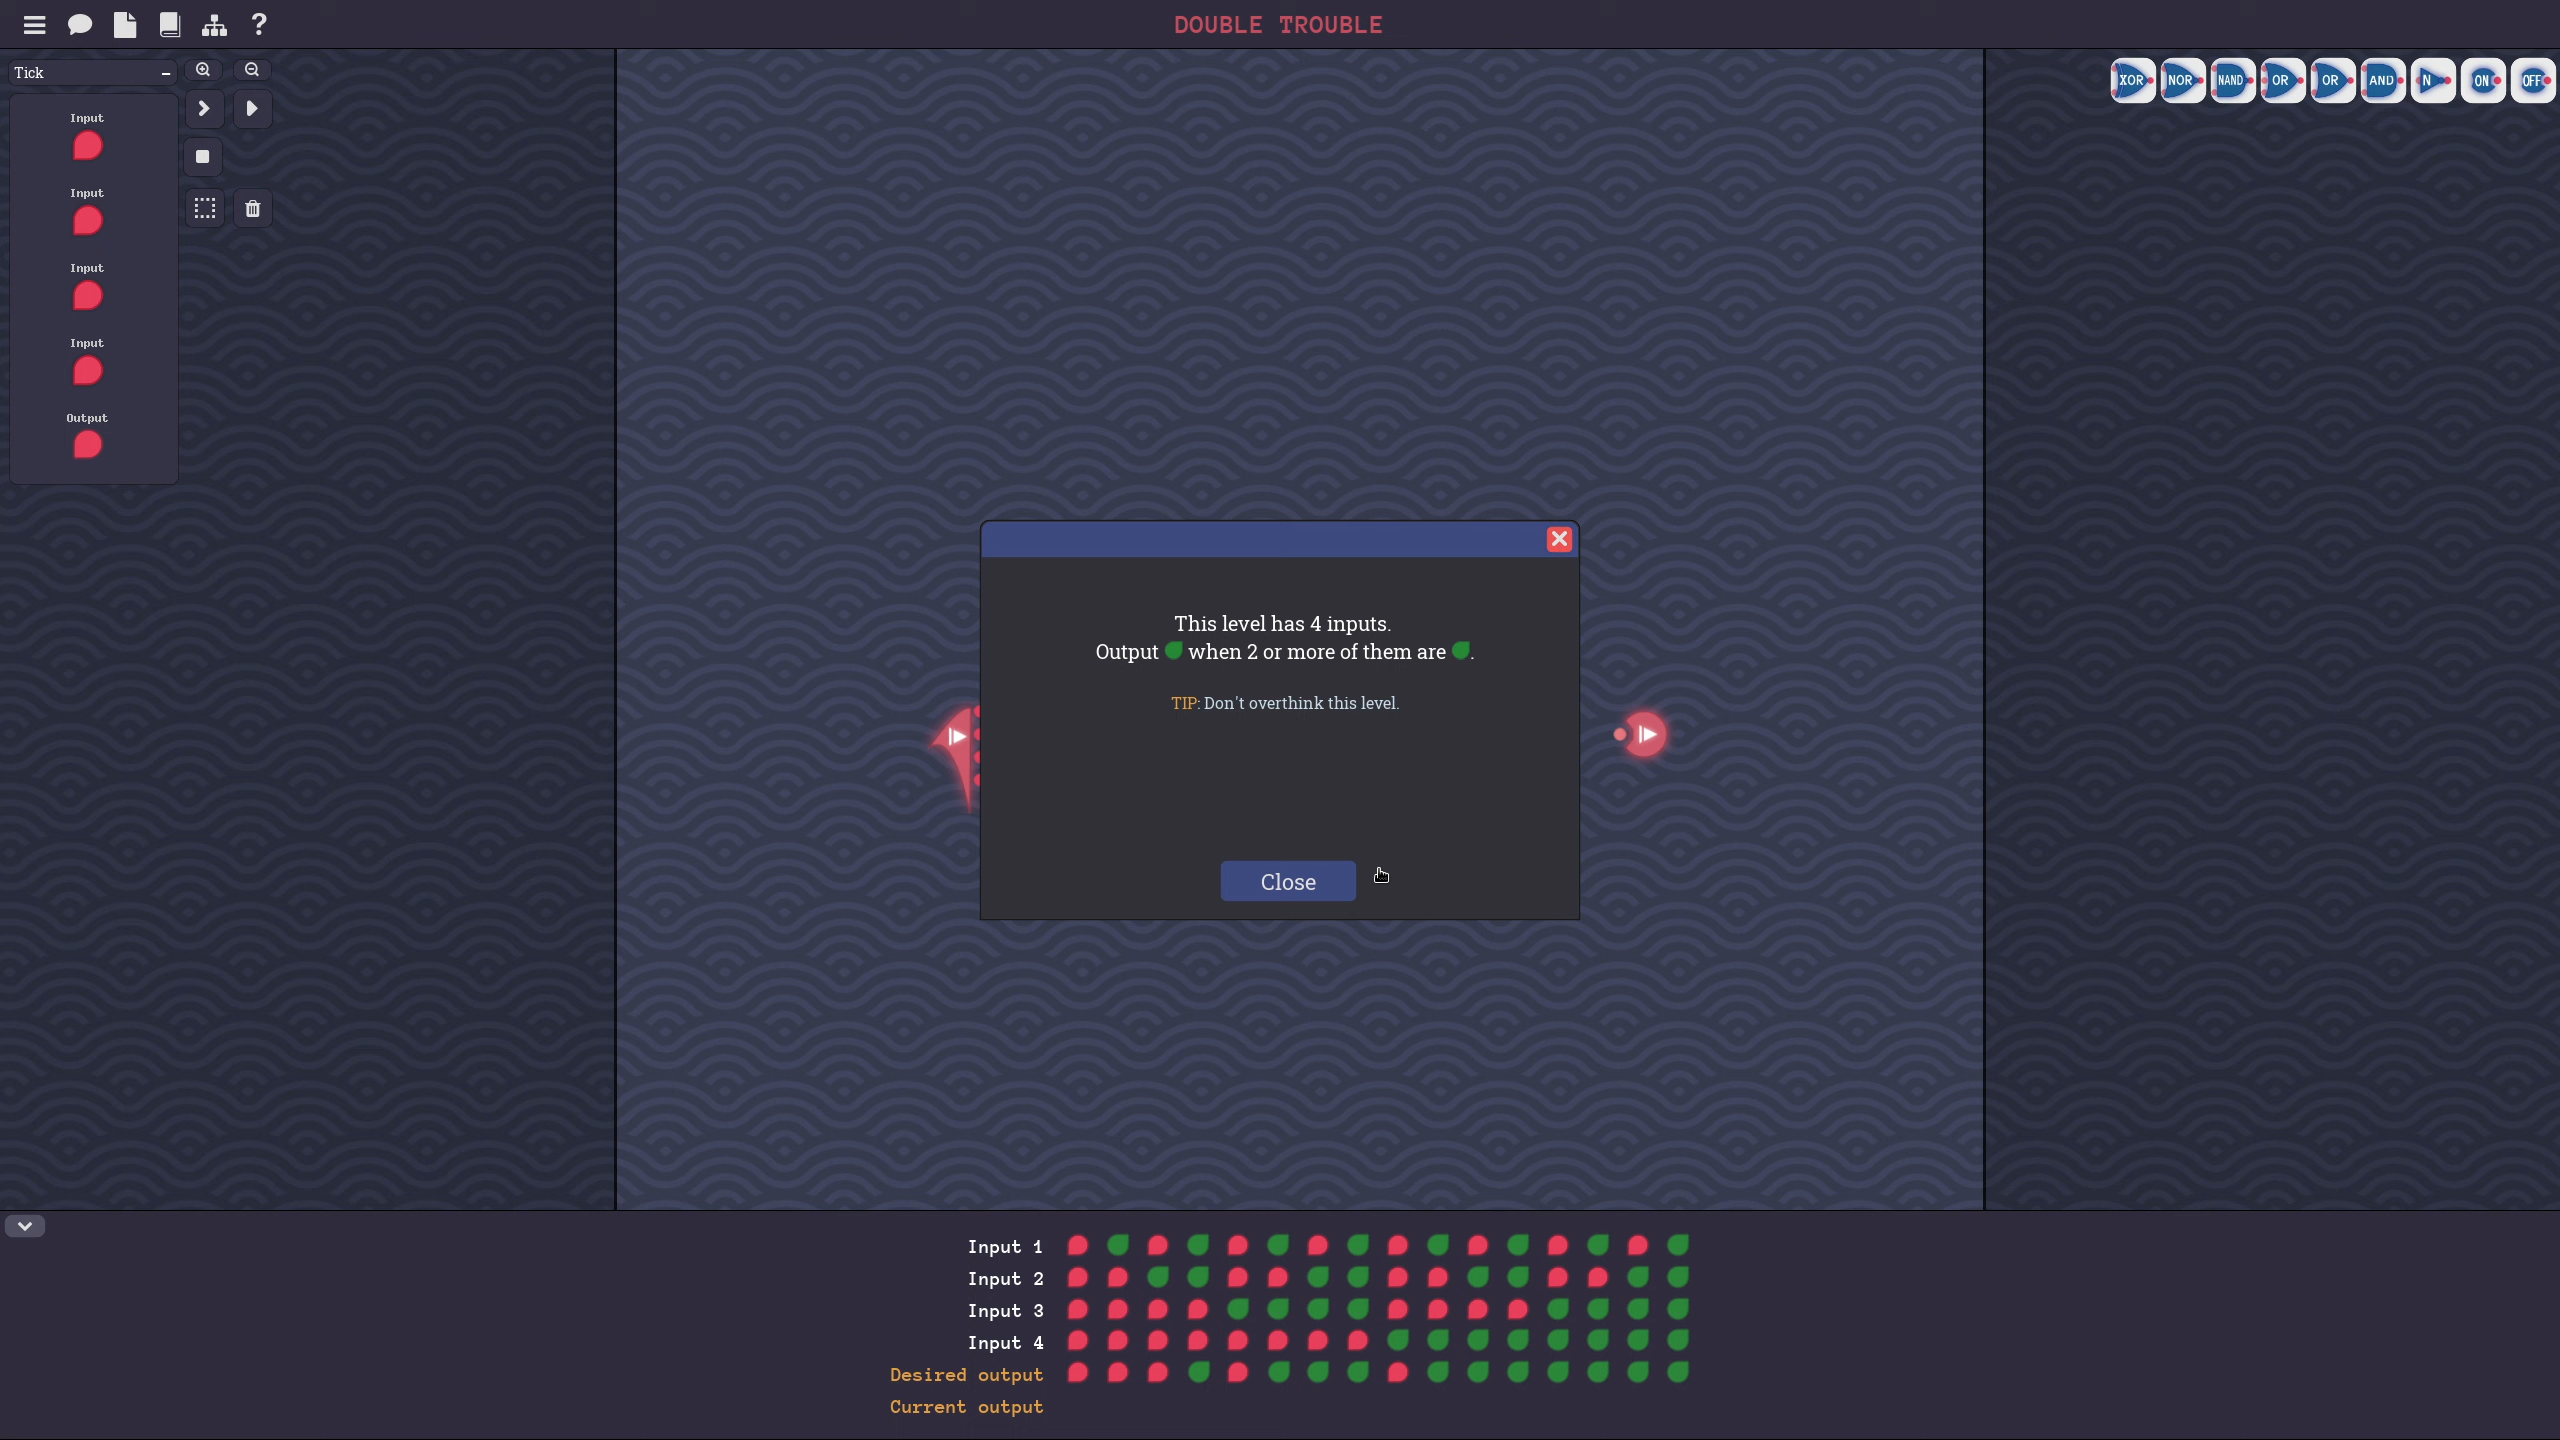 DOUBLE TROUBLE
Tick
Input
Input
Input
Input
Output
XOR NOR NAND OR OR AND N ON OFF
This level has 4 inputs.
Output when 2 or more of them are .
TIP: Don't overthink this level.
Close
Input 1
Input 2
Input 3
Input 4
Desired output
Current output